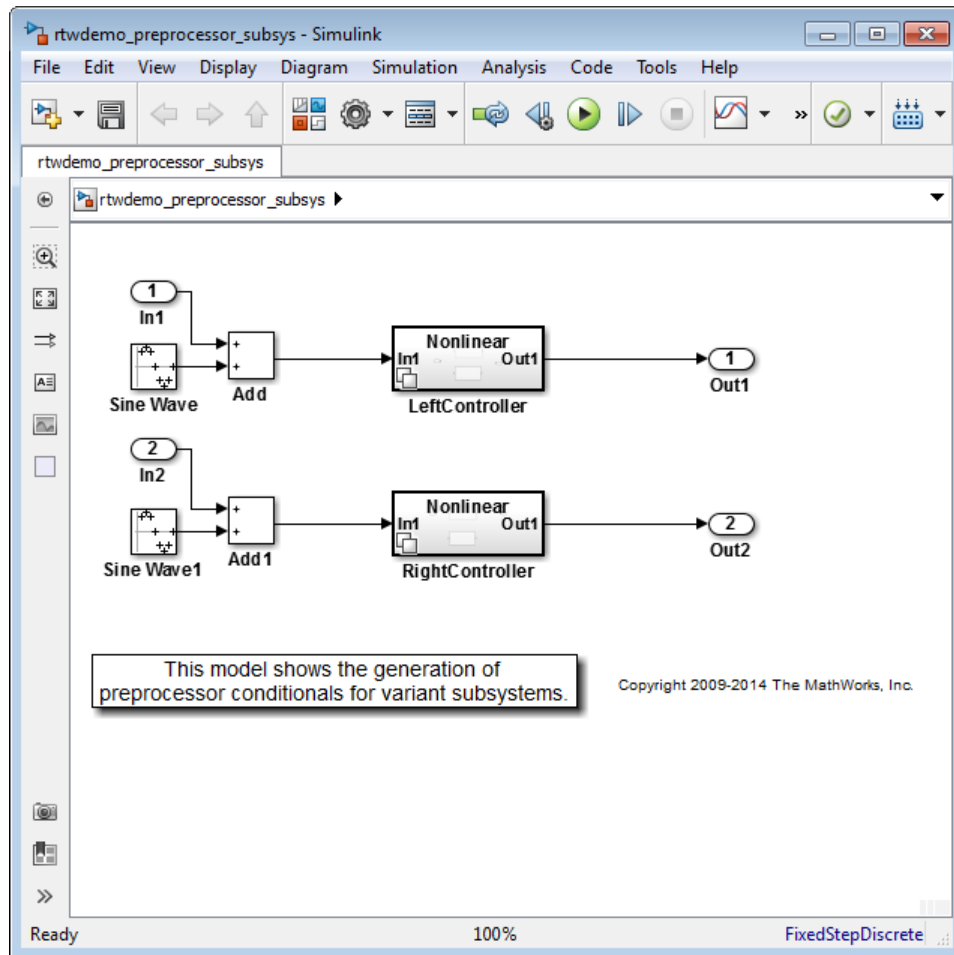 rtwdemo_preprocessor_subsys - Simulink
File Edit View Display Diagram Simulation Analysis Code Tools Help
»
rtwdemo_preprocessor_subsys
rtwdemo_preprocessor_subsys
1
In1
Sine Wave
+
+
Add
Nonlinear
In1 Out1
LeftController
1
Out1
2
In2
Sine Wave1
+
+
Add1
Nonlinear
In1 Out1
RightController
2
Out2
This model shows the generation of
preprocessor conditionals for variant subsystems.
Copyright 2009-2014 The MathWorks, Inc.
»
Ready 100% FixedStepDiscrete